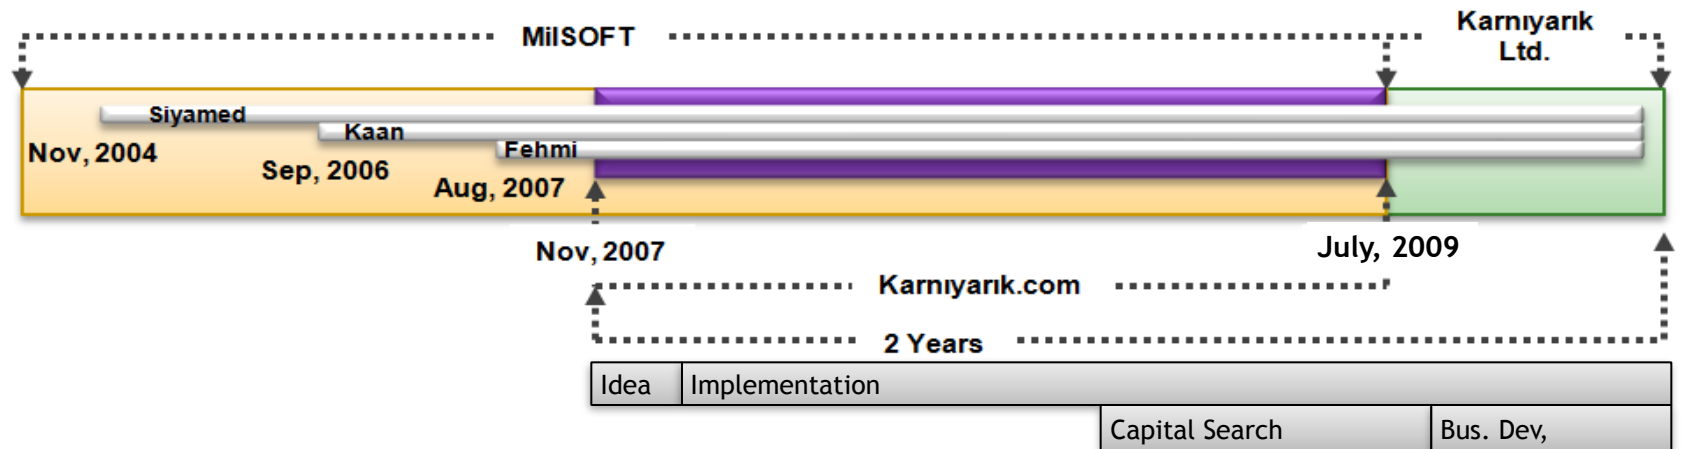 MilSOFT
Karnıyarık
Ltd.
Siyamed
Kaan
Fehmi
Nov, 2004
Sep, 2006
Aug, 2007
Nov, 2007
July, 2009
Karnıyarık.com
2 Years
Idea
Implementation
Capital Search
Bus. Dev,